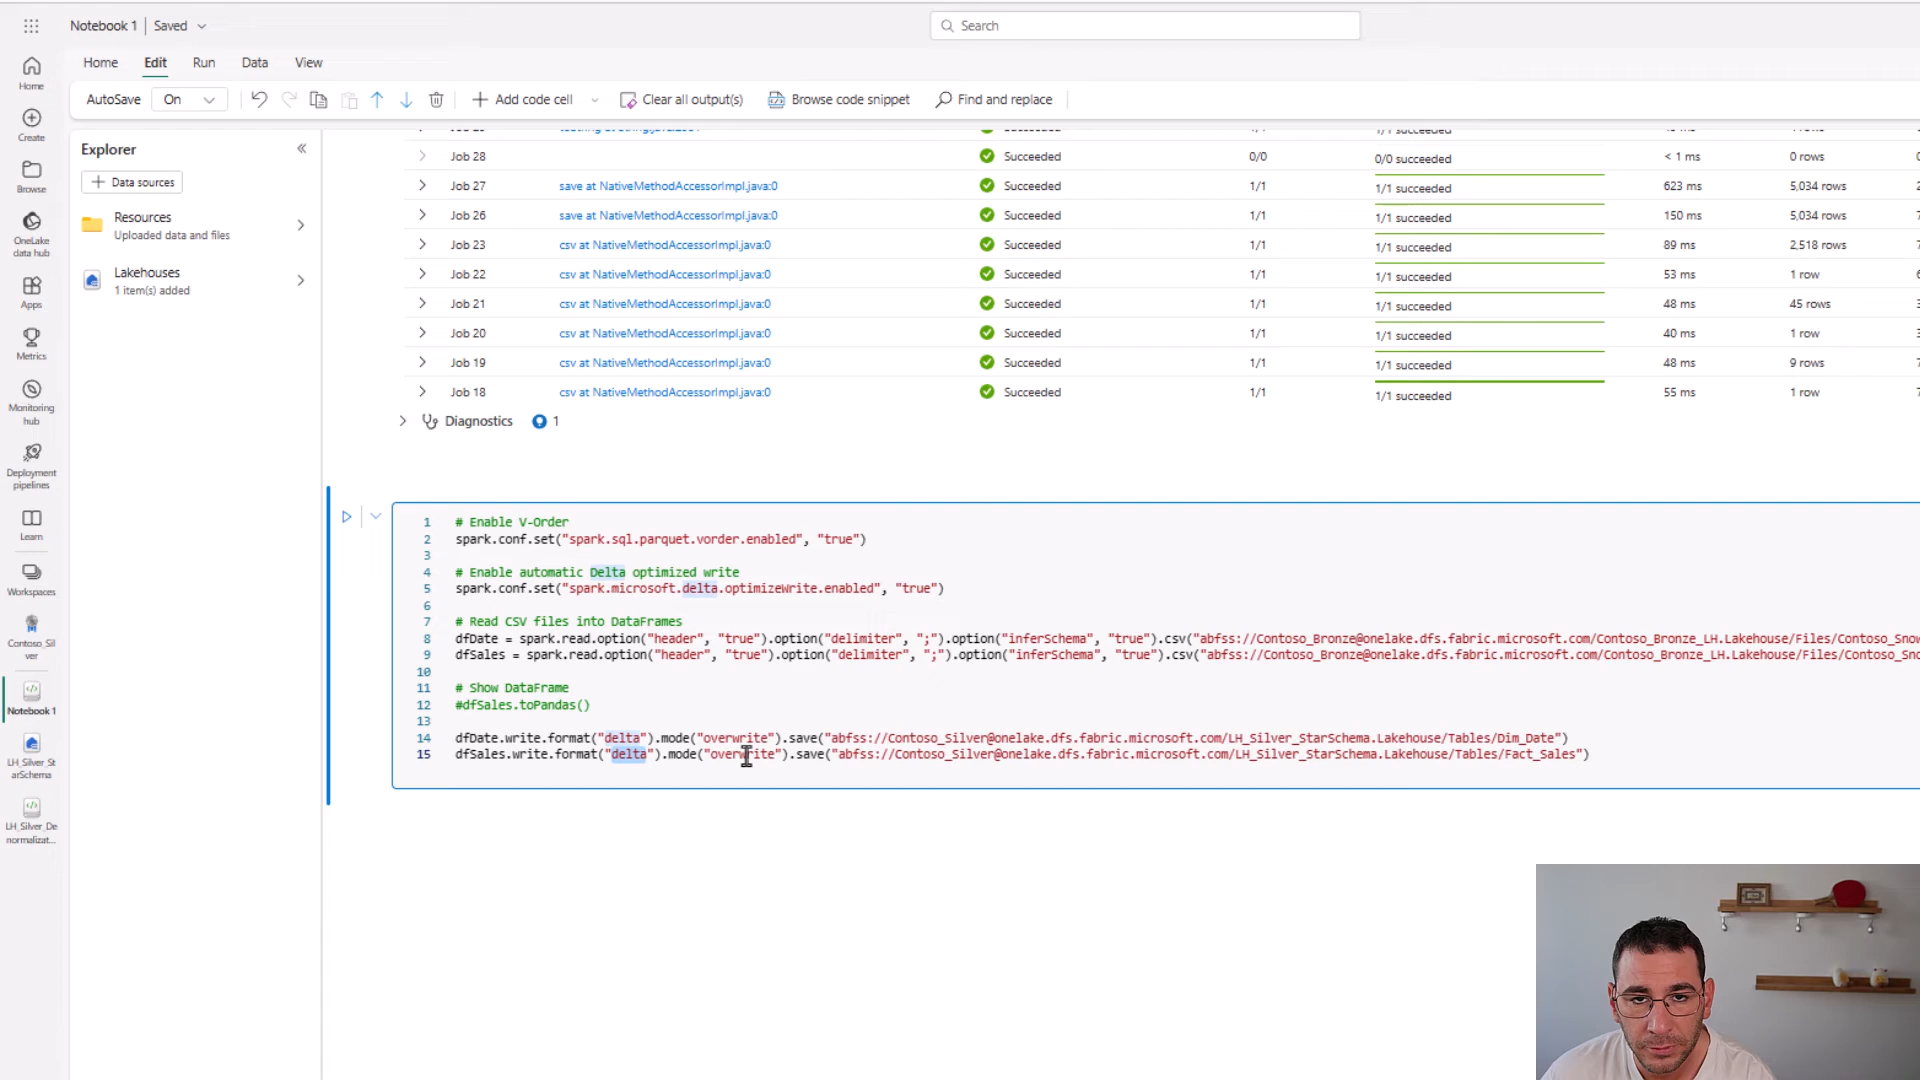 Notebook 1 | Saved
Search
Home Edit Run Data View
AutoSave On Add code cell Clear all output(s) Browse code snippet Find and replace
Home
Create
Browse
OneLake
data hub
Apps
Metrics
Monitoring
hub
Deployment
pipelines
Learn
Workspaces
Contoso_Sil
ver
Notebook 1
LH_Silver_St
arSchema
LH_Silver_De
normalizat...
Explorer
Data sources
Resources
Uploaded data and files
Lakehouses
1 item(s) added
1/1 succeeded
Job 28 Succeeded 0/0 0/0 succeeded < 1 ms 0 rows
Job 27 save at NativeMethodAccessorImpl.java:0 Succeeded 1/1 1/1 succeeded 623 ms 5,034 rows
Job 26 save at NativeMethodAccessorImpl.java:0 Succeeded 1/1 1/1 succeeded 150 ms 5,034 rows
Job 23 csv at NativeMethodAccessorImpl.java:0 Succeeded 1/1 1/1 succeeded 89 ms 2,518 rows
Job 22 csv at NativeMethodAccessorImpl.java:0 Succeeded 1/1 1/1 succeeded 53 ms 1 row
Job 21 csv at NativeMethodAccessorImpl.java:0 Succeeded 1/1 1/1 succeeded 48 ms 45 rows
Job 20 csv at NativeMethodAccessorImpl.java:0 Succeeded 1/1 1/1 succeeded 40 ms 1 row
Job 19 csv at NativeMethodAccessorImpl.java:0 Succeeded 1/1 1/1 succeeded 48 ms 9 rows
Job 18 csv at NativeMethodAccessorImpl.java:0 Succeeded 1/1 1/1 succeeded 55 ms 1 row
Diagnostics 1
1 # Enable V-Order
2 spark.conf.set("spark.sql.parquet.vorder.enabled", "true")
3
4 # Enable automatic Delta optimized write
5 spark.conf.set("spark.microsoft.delta.optimizeWrite.enabled", "true")
6
7 # Read CSV files into DataFrames
8 dfDate = spark.read.option("header", "true").option("delimiter", ";").option("inferSchema", "true").csv("abfss://Contoso_Bronze@onelake.dfs.fabric.microsoft.com/Contoso_Bronze_LH.Lakehouse/Files/Contoso_Snow
9 dfSales = spark.read.option("header", "true").option("delimiter", ";").option("inferSchema", "true").csv("abfss://Contoso_Bronze@onelake.dfs.fabric.microsoft.com/Contoso_Bronze_LH.Lakehouse/Files/Contoso_Sno
10
11 # Show DataFrame
12 #dfSales.toPandas()
13
14 dfDate.write.format("delta").mode("overwrite").save("abfss://Contoso_Silver@onelake.dfs.fabric.microsoft.com/LH_Silver_StarSchema.Lakehouse/Tables/Dim_Date")
15 dfSales.write.format("delta").mode("overwrite").save("abfss://Contoso_Silver@onelake.dfs.fabric.microsoft.com/LH_Silver_StarSchema.Lakehouse/Tables/Fact_Sales")